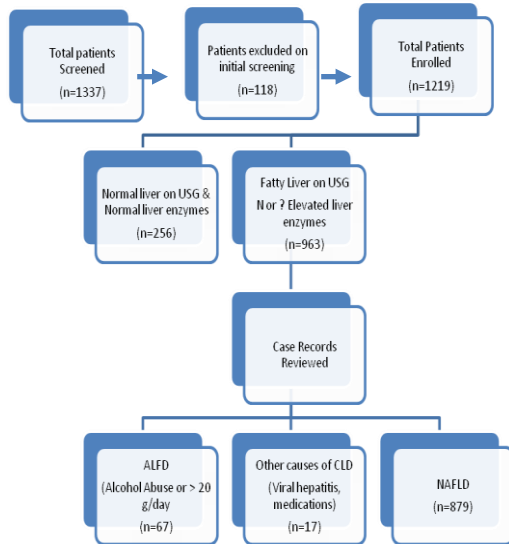 Total patients
Screened
(n=1337)
Patients excluded on
initial screening
(n=118)
Total Patients
Enrolled
(n=1219)
Normal liver on USG &
Normal liver enzymes
(n=256)
Fatty Liver on USG
N or ? Elevated liver
enzymes
(n=963)
Case Records
Reviewed
ALFD
(Alcohol Abuse or > 20
g/day
(n=67)
Other causes of CLD
(Viral hepatitis,
medications)
(n=17)
NAFLD
(n=879)